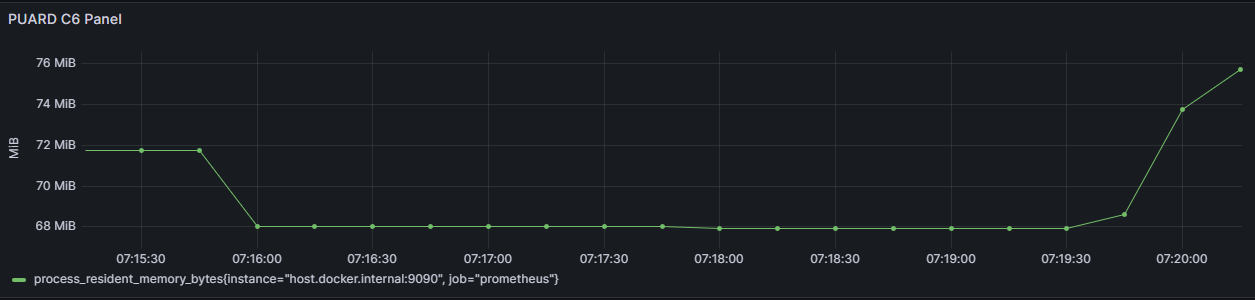 PUARD C6 Panel
76 MiB
74 MiB
72 MiB
70 MiB
68 MiB
MiB
07:15:30 07:16:00 07:16:30 07:17:00 07:17:30 07:18:00 07:18:30 07:19:00 07:19:30 07:20:00
process_resident_memory_bytes{instance="host.docker.internal:9090", job="prometheus"}